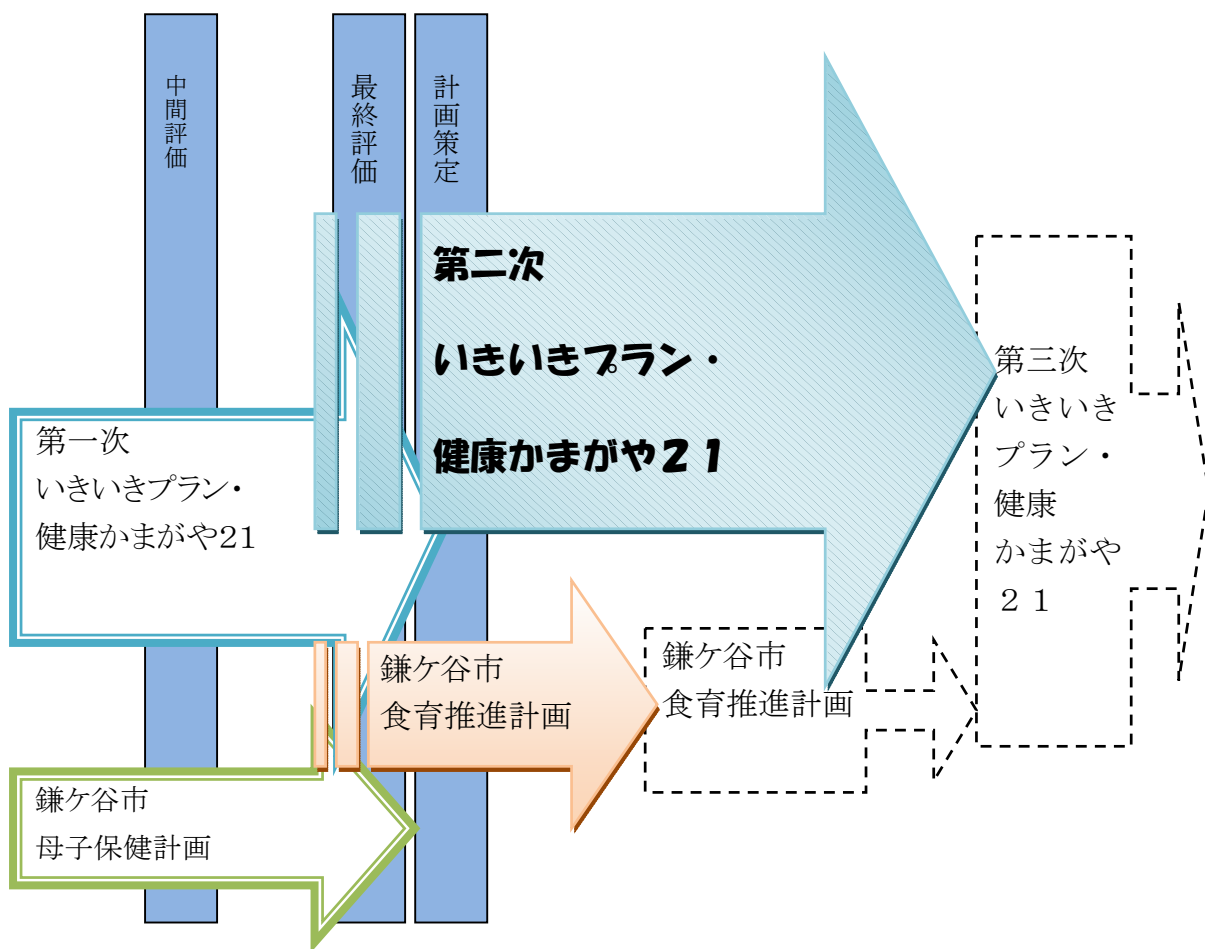 中間評価
最終評価
計画策定
第二次
いきいきプラン・
健康かまがや２１
第一次
いきいきプラン・
健康かまがや21
第三次
いきいき
プラン・
健康
かまがや
２１
鎌ケ谷市
食育推進計画
鎌ケ谷市
食育推進計画
鎌ケ谷市
母子保健計画